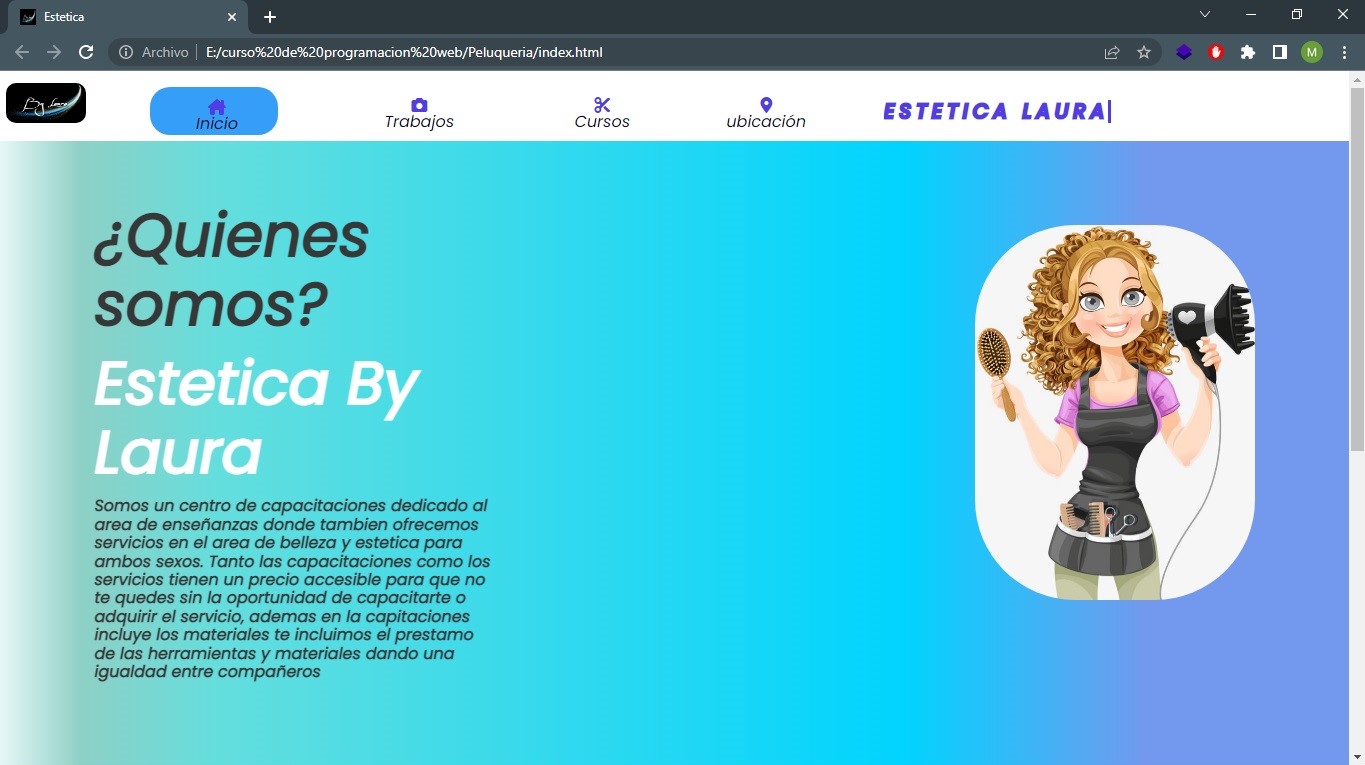 Estetica
Archivo
E:/curso%20de%20programacion%20web/Peluqueria/index.html
M
By Laura
Inicio
Trabajos
Cursos
ubicación
ESTETICA LAURA
¿Quienes
somos?
Estetica By
Laura
Somos un centro de capacitaciones dedicado al
area de enseñanzas donde tambien ofrecemos
servicios en el area de belleza y estetica para
ambos sexos. Tanto las capacitaciones como los
servicios tienen un precio accesible para que no
te quedes sin la oportunidad de capacitarte o
adquirir el servicio, ademas en la capitaciones
incluye los materiales te incluimos el prestamo
de las herramientas y materiales dando una
igualdad entre compañeros